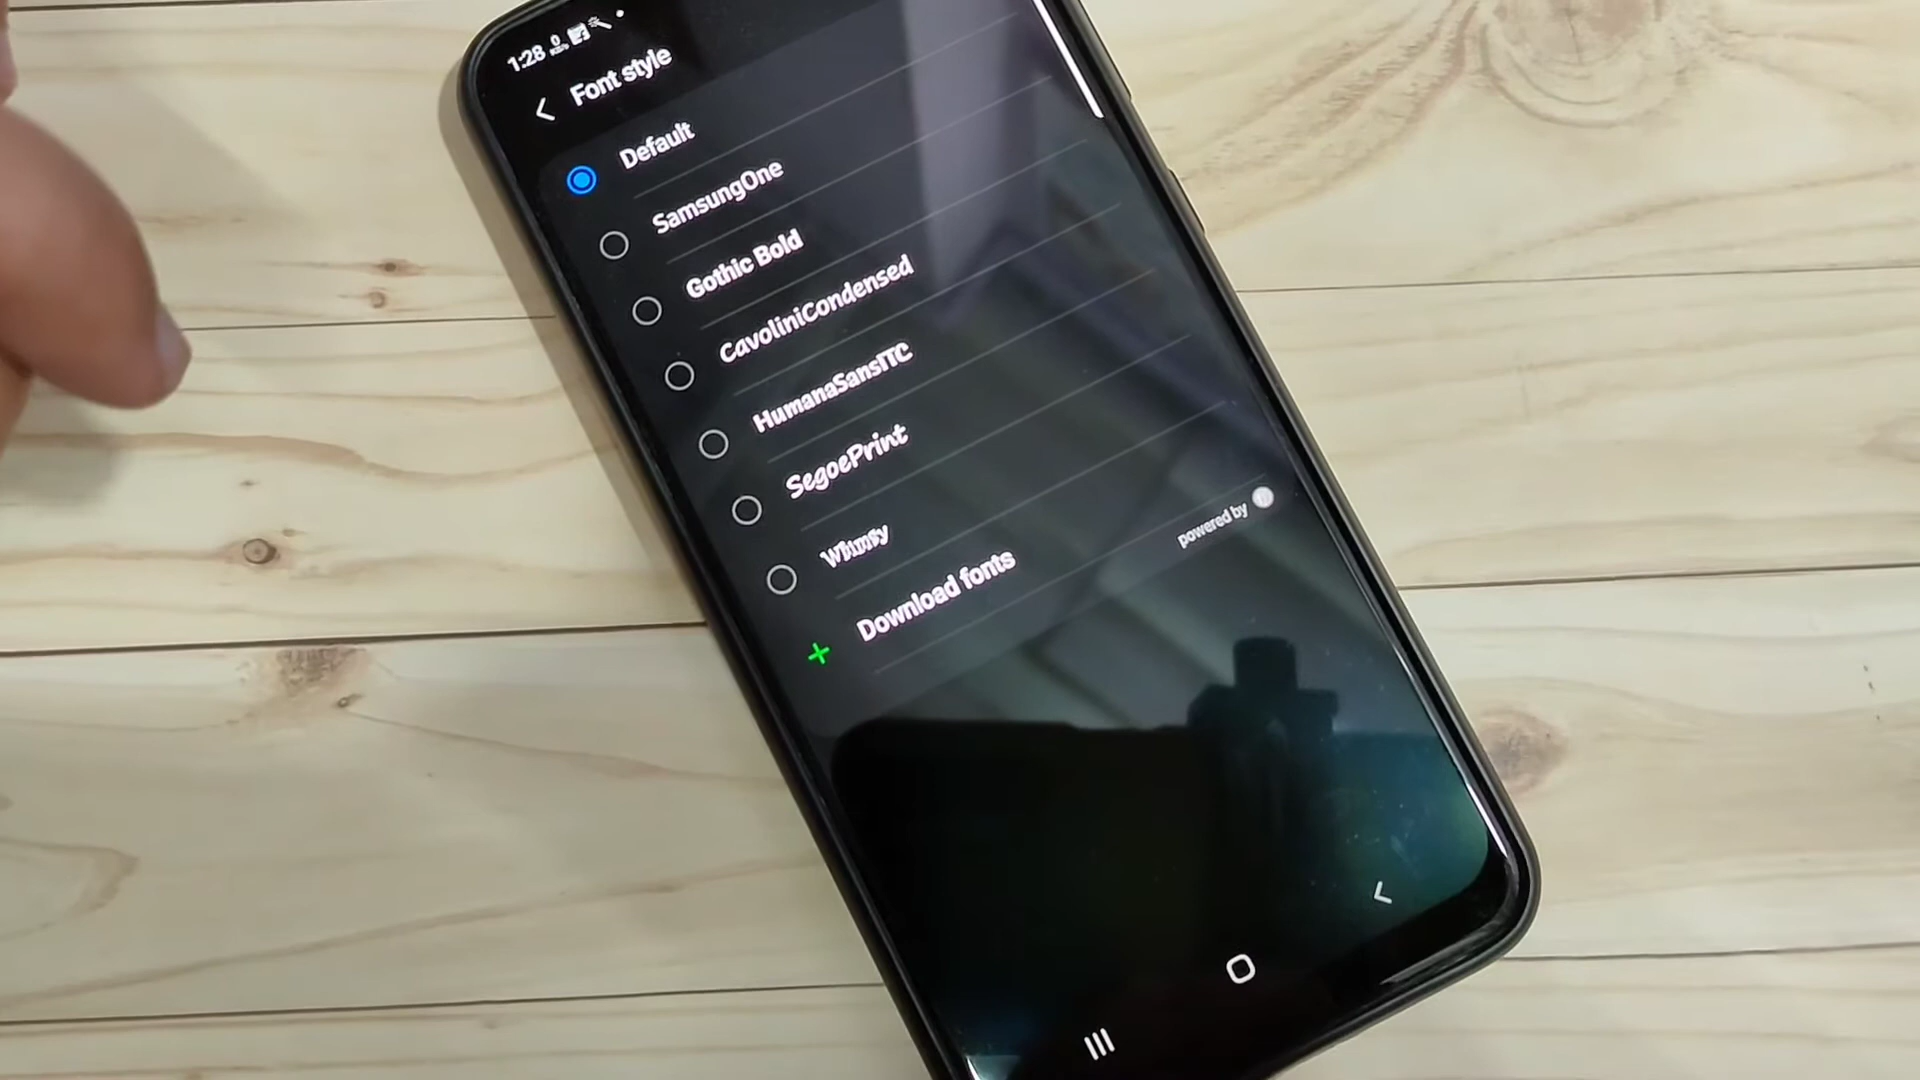 1:28
Font style
Default
SamsungOne
Gothic Bold
CavoliniCondensed
HumanaSansITC
SegoePrint
Whimsy
Download fonts
powered by